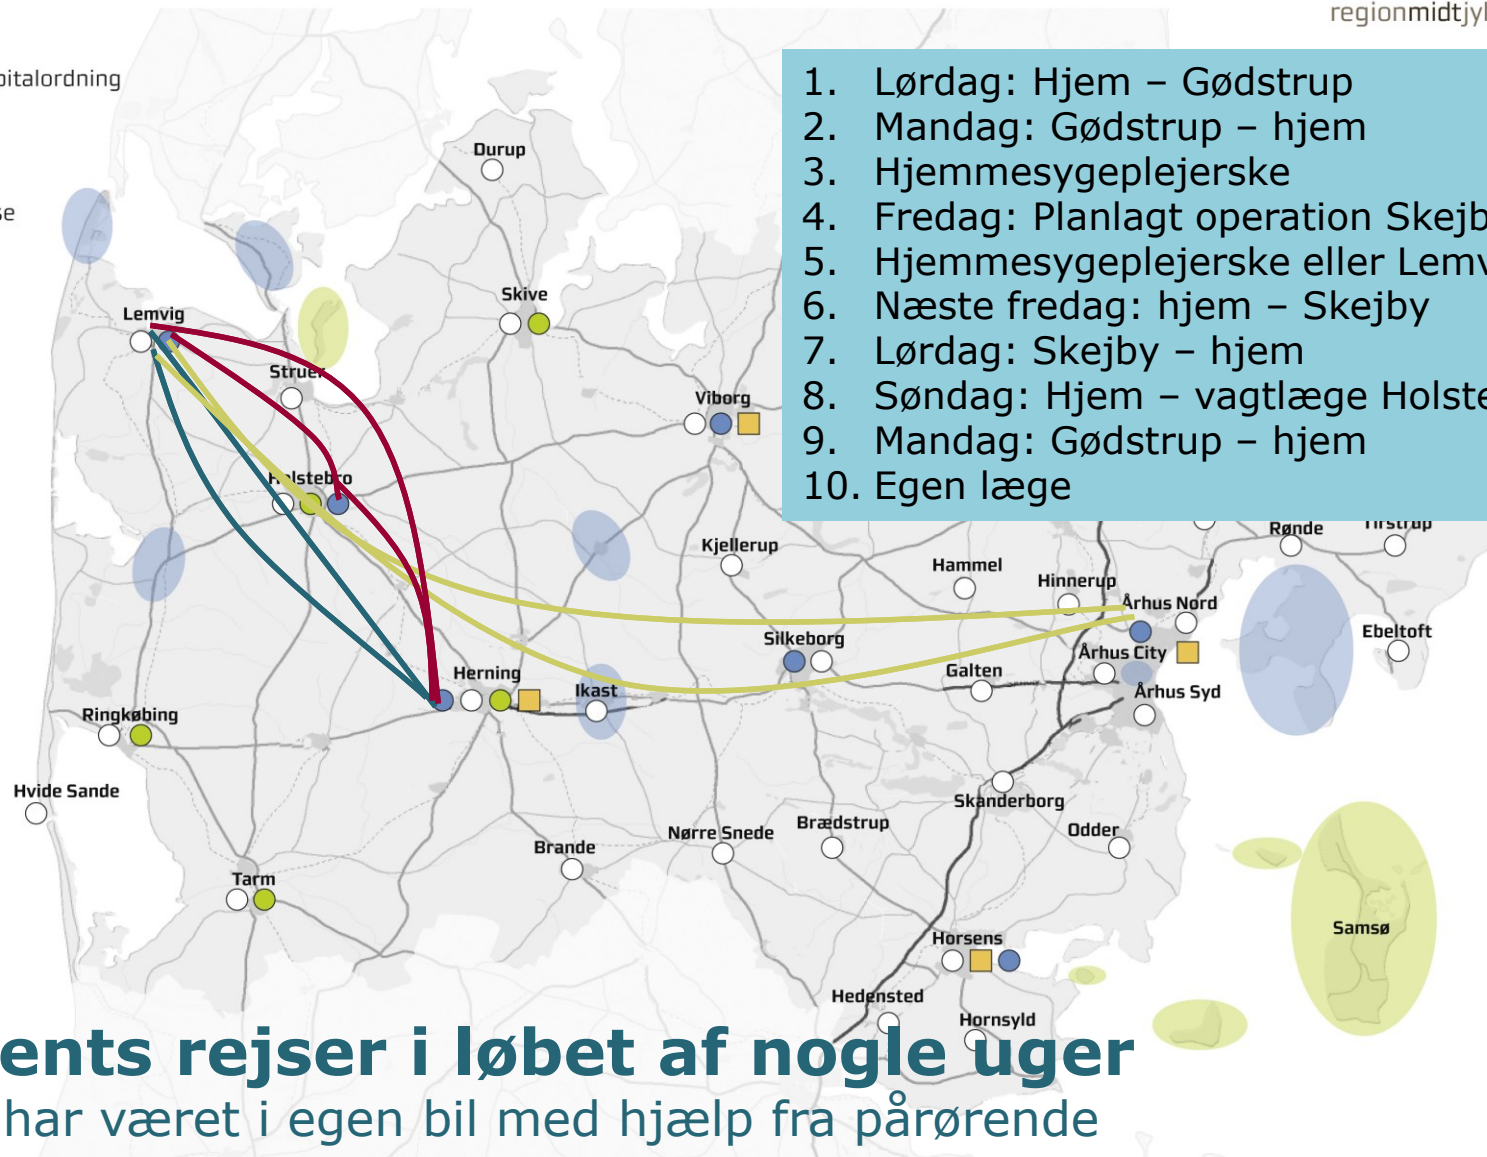 regionmidtjyl
pitalordning
se
1. Lørdag: Hjem – Gødstrup
2. Mandag: Gødstrup – hjem
3. Hjemmesygeplejerske
4. Fredag: Planlagt operation Skejb
5. Hjemmesygeplejerske eller Lemv
6. Næste fredag: hjem – Skejby
7. Lørdag: Skejby – hjem
8. Søndag: Hjem – vagtlæge Holste
9. Mandag: Gødstrup – hjem
10. Egen læge
Durup
Skive
Lemvig
Struer
Viborg
Holstebro
Kjellerup
Rønde
Tirstrup
Hammel
Hinnerup
Århus Nord
Ebeltoft
Silkeborg
Århus City
Galten
Århus Syd
Herning
Ikast
Ringkøbing
Hvide Sande
Skanderborg
Nørre Snede
Brædstrup
Odder
Brande
Tarm
Samsø
Horsens
Hedensted
Hornsyld
ents rejser i løbet af nogle uger
har været i egen bil med hjælp fra pårørende